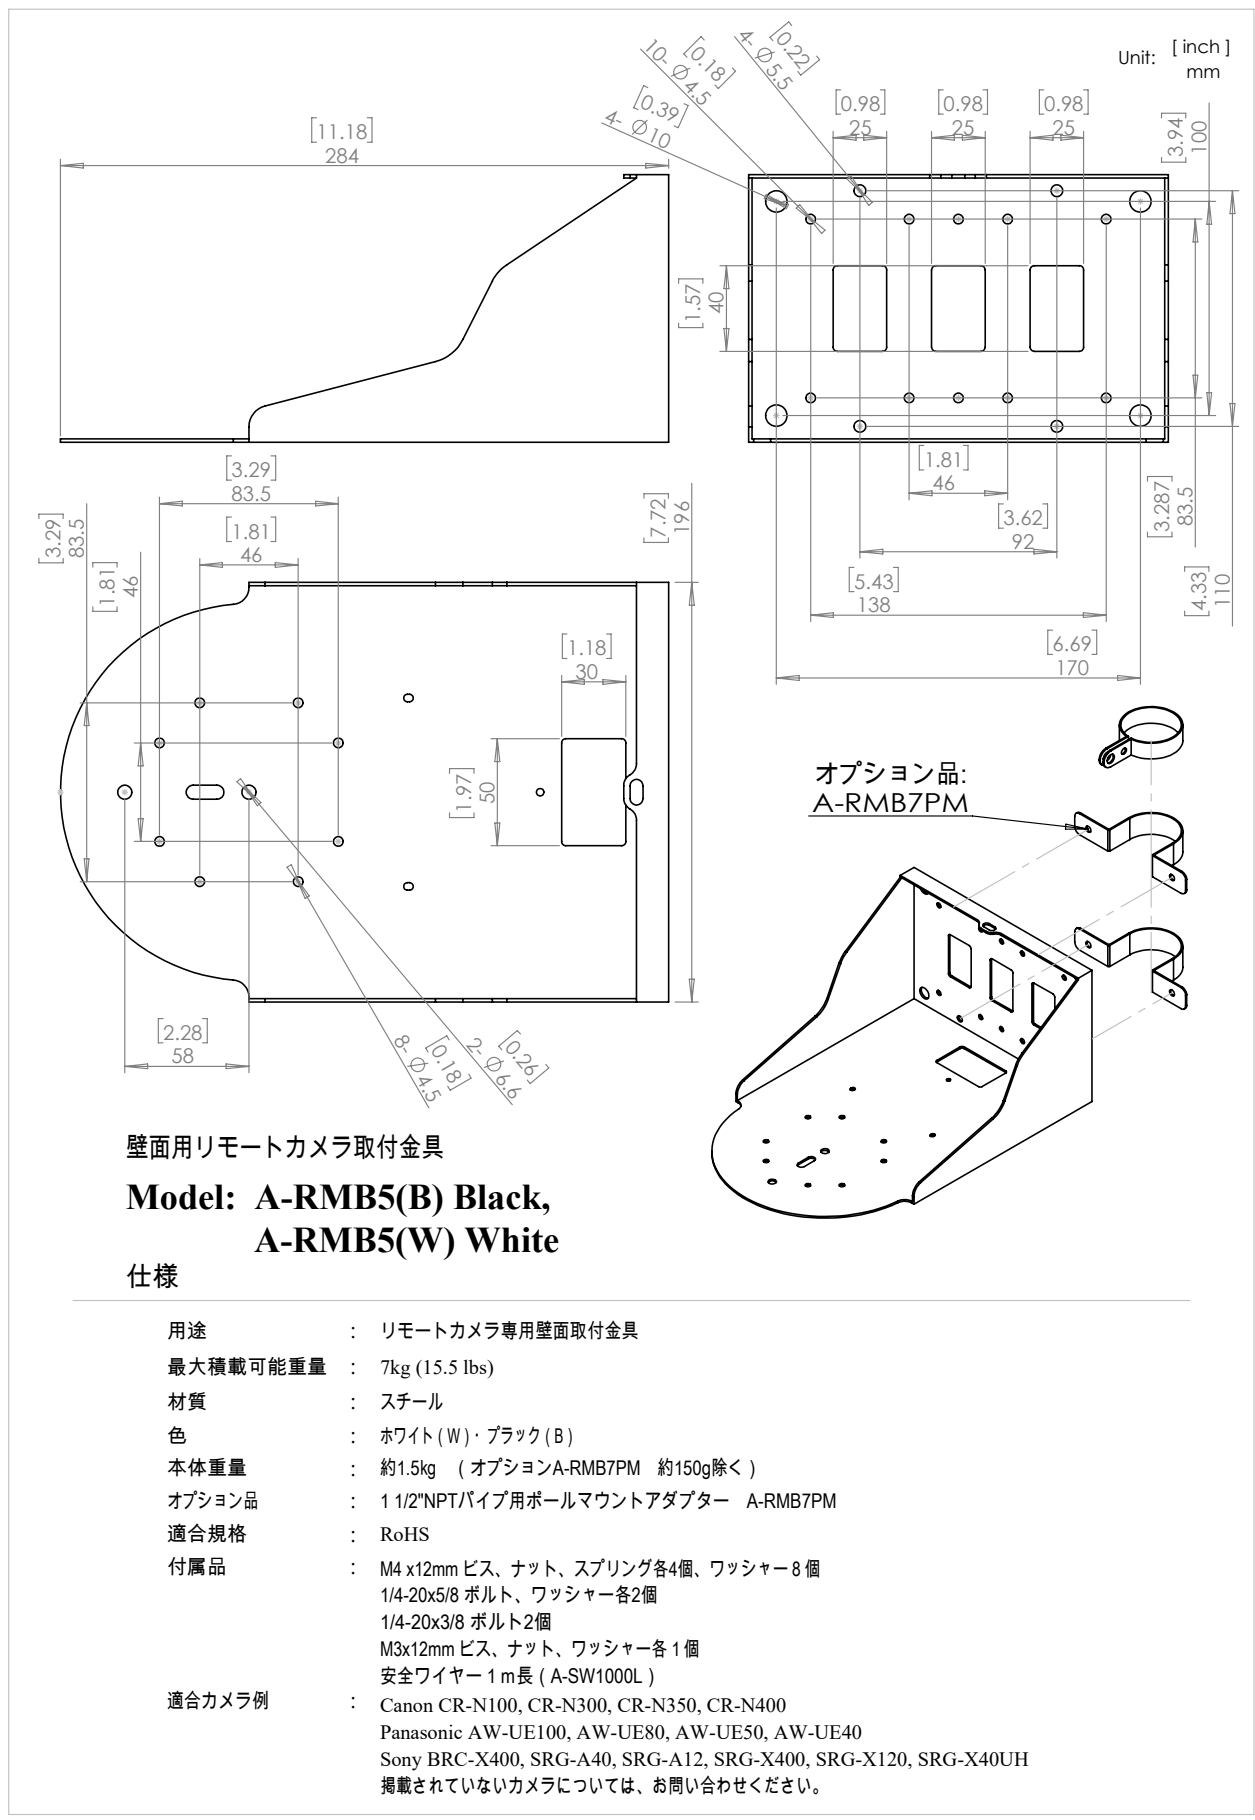 Unit: [ inch ]
mm
[11.18]
284
[0.39]
4- Ø10
[0.18]
10- Ø4.5
[0.22]
4- Ø5.5
[0.98]
25
[0.98]
25
[0.98]
25
[3.94]
100
[1.57]
40
[1.81]
46
[3.62]
92
[5.43]
138
[6.69]
170
[3.287]
83.5
[4.33]
110
[3.29]
83.5
[1.81]
46
[3.29]
83.5
[1.81]
46
[7.72]
196
[1.18]
30
[1.97]
50
[2.28]
58
[0.18]
8- Ø4.5
[0.26]
2- Ø6.6
オプション品:
A-RMB7PM
壁面用リモートカメラ取付金具
Model: A-RMB5(B) Black,
A-RMB5(W) White
仕様
用途 : リモートカメラ専用壁面取付金具
最大積載可能重量 : 7kg (15.5 lbs)
材質 : スチール
色 : ホワイト ( W )・ブラック ( B )
本体重量 : 約1.5kg ( オプションA-RMB7PM 約150g除く )
オプション品 : 1 1/2"NPTパイプ用ポールマウントアダプター A-RMB7PM
適合規格 : RoHS
付属品 : M4 x12mm ビス、ナット、スプリング各4個、ワッシャー 8 個
1/4-20x5/8 ボルト、ワッシャー各2個
1/4-20x3/8 ボルト2個
M3x12mm ビス、ナット、ワッシャー各 1 個
安全ワイヤー 1 m長 ( A-SW1000L )
適合カメラ例 : Canon CR-N100, CR-N300, CR-N350, CR-N400
Panasonic AW-UE100, AW-UE80, AW-UE50, AW-UE40
Sony BRC-X400, SRG-A40, SRG-A12, SRG-X400, SRG-X120, SRG-X40UH
掲載されていないカメラについては、お問い合わせください。